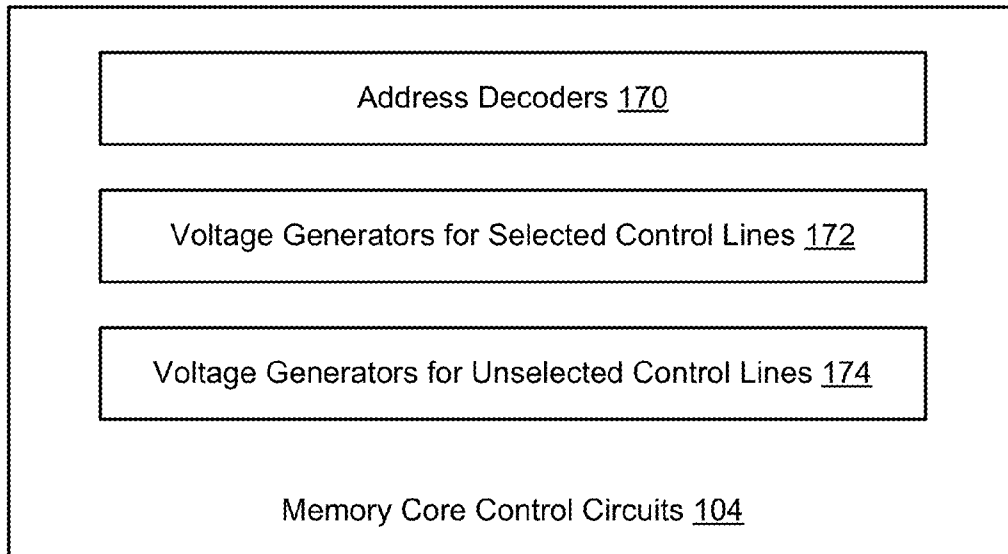 Address Decoders 170
Voltage Generators for Selected Control Lines 172
Voltage Generators for Unselected Control Lines 174
Memory Core Control Circuits 104